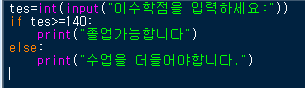 tes=int(input("이수학점을 입력하세요:"))
if tes>=140:
    print("졸업가능합니다")
else:
    print("수업을 더들어야합니다.")